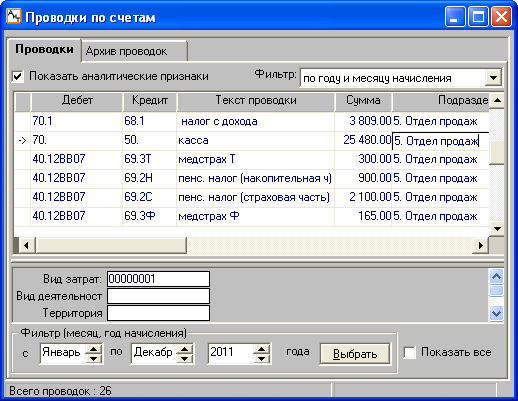 Проводки по счетам
Проводки Архив проводок
Показать аналитические признаки Фильтр: по году и месяцу начисления
Дебет Кредит Текст проводки Сумма Подразде
70.1 68.1 налог с дохода 3 809.00 5. Отдел продаж
70. 50. касса 25 480.00 5. Отдел продаж
40.12ВВ07 69.3Т медстрах Т 300.00 5. Отдел продаж
40.12ВВ07 69.2Н пенс. налог (накопительная ч) 900.00 5. Отдел продаж
40.12ВВ07 69.2С пенс. налог (страховая часть) 2 100.00 5. Отдел продаж
40.12ВВ07 69.3Ф медстрах Ф 165.00 5. Отдел продаж
Вид затрат: 00000001
Вид деятельност
Территория
Фильтр (месяц, год начисления)
с Январь по Декабр 2011 года Выбрать Показать все
Всего проводок : 26